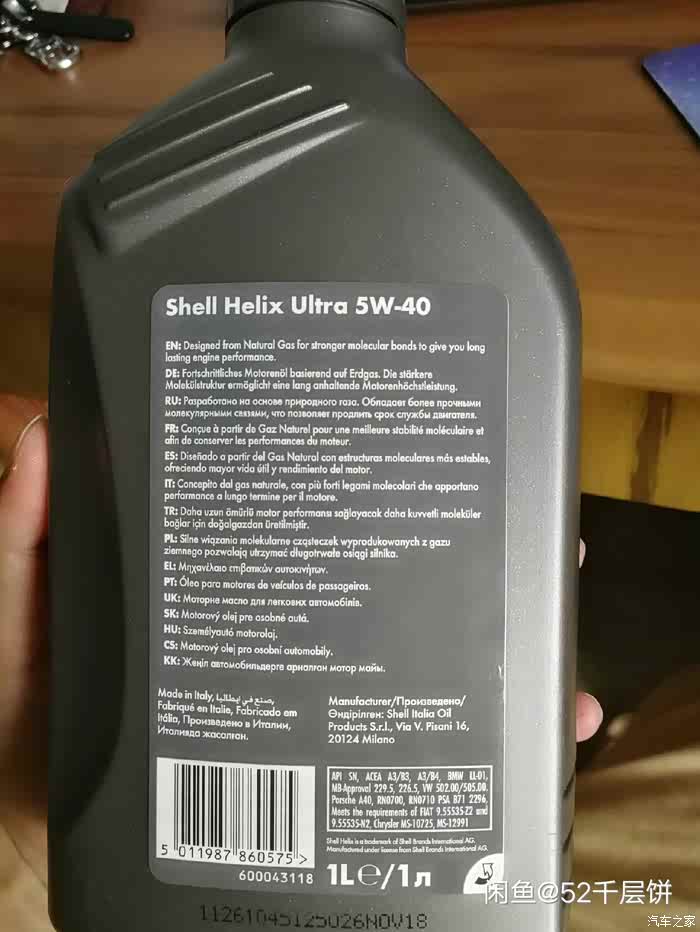 Shell Helix Ultra 5W-40
EN: Designed from Natural Gas for stronger molecular bonds to give you long
lasting engine performance.
DE: Fortschrittliches Motorenöl basierend auf Erdgas. Die stärkere
Molekülstruktur ermöglicht eine lang anhaltende Motorenhöchstleistung.
RU: Разработано на основе природного газа. Обладает более прочными
молекулярными связями, что позволяет продлить срок службы двигателя.
FR: Conçue à partir de Gaz Naturel pour une meilleure stabilité moléculaire et
afin de conserver les performances du moteur.
ES: Diseñado a partir del Gas Natural con estructuras moleculares más estables,
ofreciendo mayor vida útil y rendimiento del motor.
IT: Concepito dal gas naturale, con più forti legami molecolari che apportano
performance a lungo termine per il motore.
TR: Daha uzun ömürlü motor performansı sağlayacak daha kuvvetli moleküler
bağlar için doğalgazdan üretilmiştir.
PL: Silne wiązania molekularne cząsteczek wyprodukowanych z gazu
ziemnego pozwalają utrzymać długotrwałe osiągi silnika.
EL: Μηχανέλαιο επιβατικών αυτοκινήτων.
PT: Óleo para motores de veículos de passageiros.
UK: Моторне масло для легкових автомобілів.
SK: Motorový olej pre osobné autá.
HU: Személyautó motorolaj.
CS: Motorový olej pro osobní automobily.
KK: Жеңіл автомобильдерге арналған мотор майы.
Made in Italy, صنع في إيطاليا,
Fabriqué en Italie, Fabricado em
Itália, Произведено в Италии,
Италияда жасалған.
Manufacturer/Произведено/
Өндірілген: Shell Italia Oil
Products S.r.l., Via V. Pisani 16,
20124 Milano
API SN, ACEA A3/B3, A3/B4, BMW LL-01,
MB-Approval 229.5, 226.5, VW 502.00/505.00,
Porsche A40, RN0700, RN0710 PSA B71 2296,
Meets the requirements of FIAT 9.55535-Z2 and
9.55535-N2, Chrysler MS-10725, MS-12991
Shell Helix is a trademark of Shell Brands International AG.
Manufactured under license from Shell Brands International AG.
5 011987 860575 >
600043118
1L℮/1л
11261045125026NOV18
闲鱼@52千层饼
汽车之家